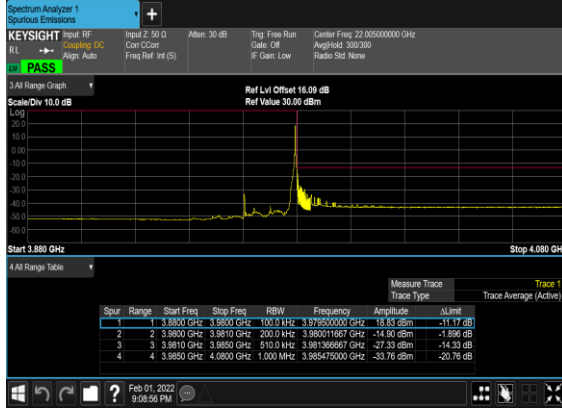 Spectrum Analyzer 1
Spurious Emissions
+
KEYSIGHT Input: RF Input Z: 50 Ω Atten: 30 dB Trig: Free Run Center Freq: 22.005000000 GHz
RL Coupling: DC Corr CCorr Gate: Off Avg|Hold: 300/300
Align: Auto Freq Ref: Int (S) IF Gain: Low Radio Std: None
PASS
3 All Range Graph
Ref Lvl Offset 16.09 dB
Scale/Div 10.0 dB Ref Value 30.00 dBm
Log
20.0
10.0
0.00
-10.0
-20.0
-30.0
-40.0
-50.0
-60.0
Start 3.880 GHz Stop 4.080 GH
4 All Range Table
Measure Trace Trace 1
Trace Type Trace Average (Active)
Spur Range Start Freq Stop Freq RBW Frequency Amplitude ΔLimit
1 1 3.8800 GHz 3.9800 GHz 100.0 kHz 3.979500000 GHz 18.83 dBm -11.17 dB
2 2 3.9800 GHz 3.9810 GHz 200.0 kHz 3.980011667 GHz -14.90 dBm -1.896 dB
3 3 3.9810 GHz 3.9850 GHz 510.0 kHz 3.981366667 GHz -27.33 dBm -14.33 dB
4 4 3.9850 GHz 4.0800 GHz 1.000 MHz 3.985475000 GHz -33.76 dBm -20.76 dB
? Feb 01, 2022
9:08:56 PM